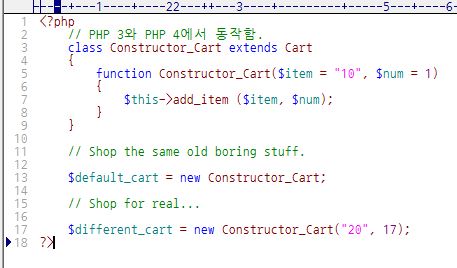 ----+----1----+----22---+----3----+----4----+----5----+----6-
1 <?php
2 // PHP 3와 PHP 4에서 동작함.
3 class Constructor_Cart extends Cart
4 {
5 function Constructor_Cart($item = "10", $num = 1)
6 {
7 $this->add_item ($item, $num);
8 }
9 }
10
11 // Shop the same old boring stuff.
12
13 $default_cart = new Constructor_Cart;
14
15 // Shop for real...
16
17 $different_cart = new Constructor_Cart("20", 17);
18 ?>